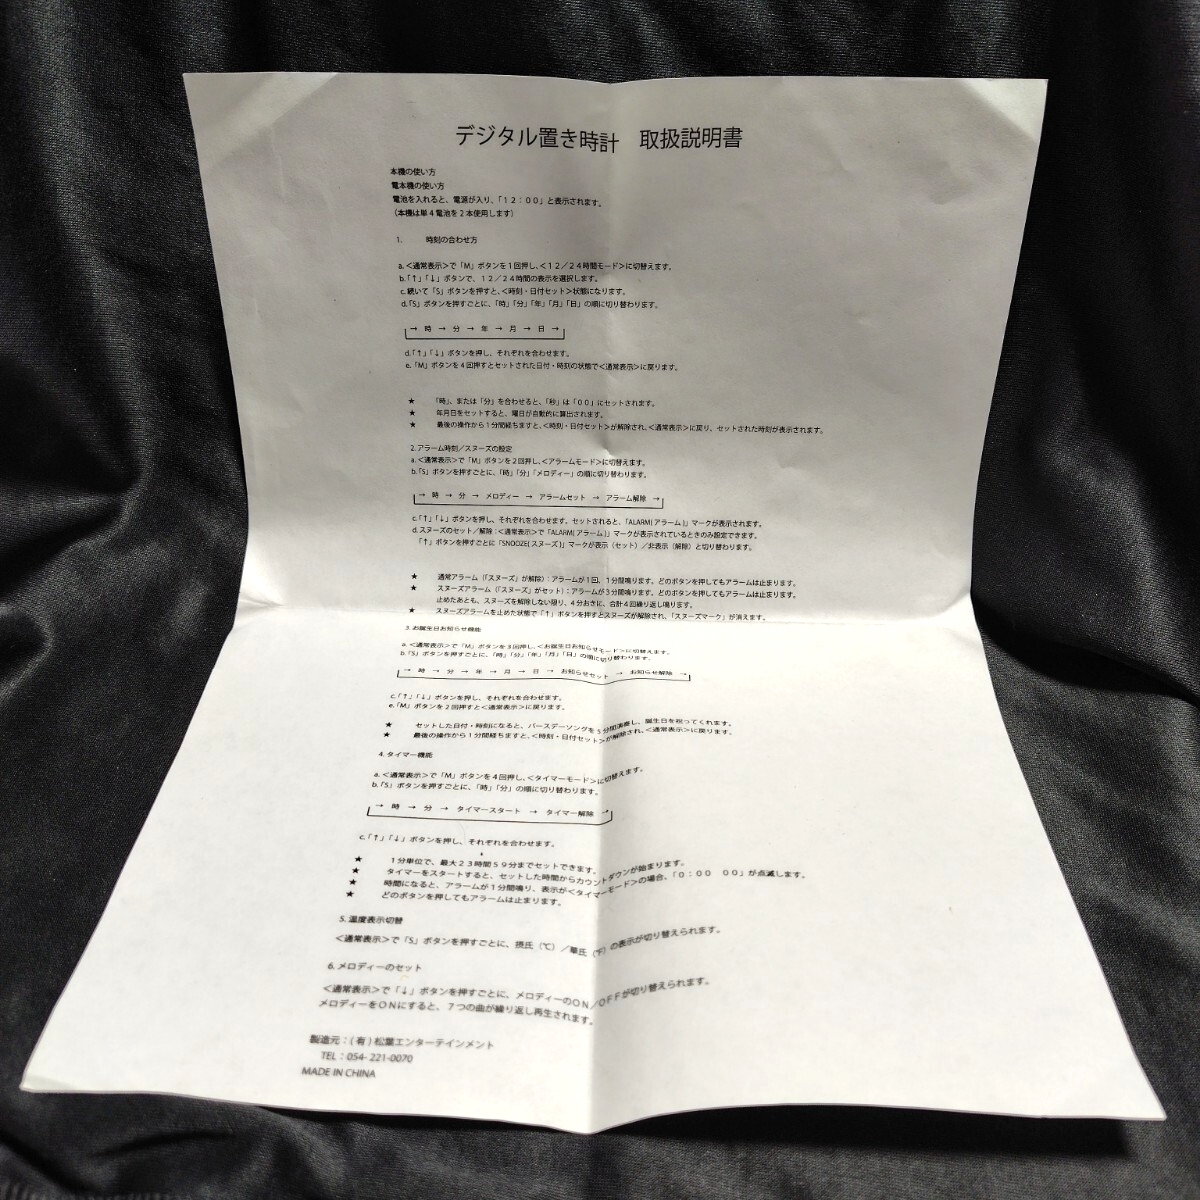 デジタル置き時計　取扱説明書
本機の使い方
電本機の使い方
電池を入れると、電源が入り、「１２：００」と表示されます。
（本機は単４電池を２本使用します）
1.　時刻の合わせ方
a.＜通常表示＞で「Ｍ」ボタンを１回押し、＜１２／２４時間モード＞に切替えます。
b.「↑」「↓」ボタンで、１２／２４時間の表示を選択します。
c.続いて「S」ボタンを押すと、＜時刻・日付セット＞状態になります。
d.「S」ボタンを押すごとに、「時」「分」「年」「月」「日」の順に切り替わります。
→ 時 → 分 → 年 → 月 → 日 →
d.「↑」「↓」ボタンを押し、それぞれを合わせます。
e.「M」ボタンを４回押すとセットされた日付・時刻の状態で＜通常表示＞に戻ります。
★　「時」、または「分」を合わせると、「秒」は「００」にセットされます。
★　年月日をセットすると、曜日が自動的に算出されます。
★　最後の操作から１分間経ちますと、＜時刻・日付セット＞が解除され、＜通常表示＞に戻り、セットされた時刻が表示されます。
2.アラーム時刻／スヌーズの設定
a.＜通常表示＞で「M」ボタンを２回押し、＜アラームモード＞に切替えます。
b.「S」ボタンを押すごとに、「時」「分」「メロディー」の順に切り替わります。
→ 時 → 分 → メロディー → アラームセット → アラーム解除 →
c.「↑」「↓」ボタンを押し、それぞれを合わせます、セットされると、「ALARM(アラーム)」マークが表示されます。
d.スヌーズのセット／解除：＜通常表示＞で「ALARM(アラーム)」マークが表示されているときのみ設定できます。
「↑」ボタンを押すごとに「SNOOZE(スヌーズ)」マークが表示（セット）／非表示（解除）と切り替わります。
★　通常アラーム（「スヌーズ」が解除）：アラームが１回、１分間鳴ります。どのボタンを押してもアラームは止まります。
★　スヌーズアラーム（「スヌーズ」がセット）：アラームが３分間鳴ります。どのボタンを押してもアラームは止まります。
止めたあとも、スヌーズを解除しない限り、４分おきに、合計４回繰り返し鳴ります。
★　スヌーズアラームを止めた状態で「↑」ボタンを押すとスヌーズが解除され、「スヌーズマーク」が消えます。
3.お誕生日お知らせ機能
a.＜通常表示＞で「M」ボタンを３回押し、＜お誕生日お知らせモード＞に切替えます。
b.「S」ボタンを押すごとに、「時」「分」「年」「月」「日」の順に切り替わります。
→ 時 → 分 → 年 → 月 → 日 → お知らせセット → お知らせ解除 →
c.「↑」「↓」ボタンを押し、それぞれを合わせます。
e.「M」ボタンを２回押すと＜通常表示＞に戻ります。
★　セットした日付・時刻になると、バースデーソングを５分間演奏し、誕生日を祝ってくれます。
★　最後の操作から１分間経ちますと、＜時刻・日付セット＞が解除され、＜通常表示＞に戻ります。
4.タイマー機能
a.＜通常表示＞で「M」ボタンを４回押し、＜タイマーモード＞に切替えます。
b.「S」ボタンを押すごとに、「時」「分」の順に切り替わります。
→ 時 → 分 → タイマースタート → タイマー解除 →
c.「↑」「↓」ボタンを押し、それぞれを合わせます。
★　１分単位で、最大２３時間５９分までセットできます。
★　タイマーをスタートすると、セットした時間からカウントダウンが始まります。
★　時間になると、アラームが１分間鳴り、表示が＜タイマーモード＞の場合、「０：００　００」が点滅します。
★　どのボタンを押してもアラームは止まります。
5.温度表示切替
＜通常表示＞で「S」ボタンを押すごとに、摂氏（℃）／華氏（下）の表示が切り替えられます。
6.メロディーのセット
＜通常表示＞で「↓」ボタンを押すごとに、メロディーのＯＮ／ＯＦＦが切り替えられます。
メロディーをＯＮにすると、７つの曲が繰り返し再生されます。
製造元：(有)松葉エンターテインメント
TEL：054- 221-0070
MADE IN CHINA